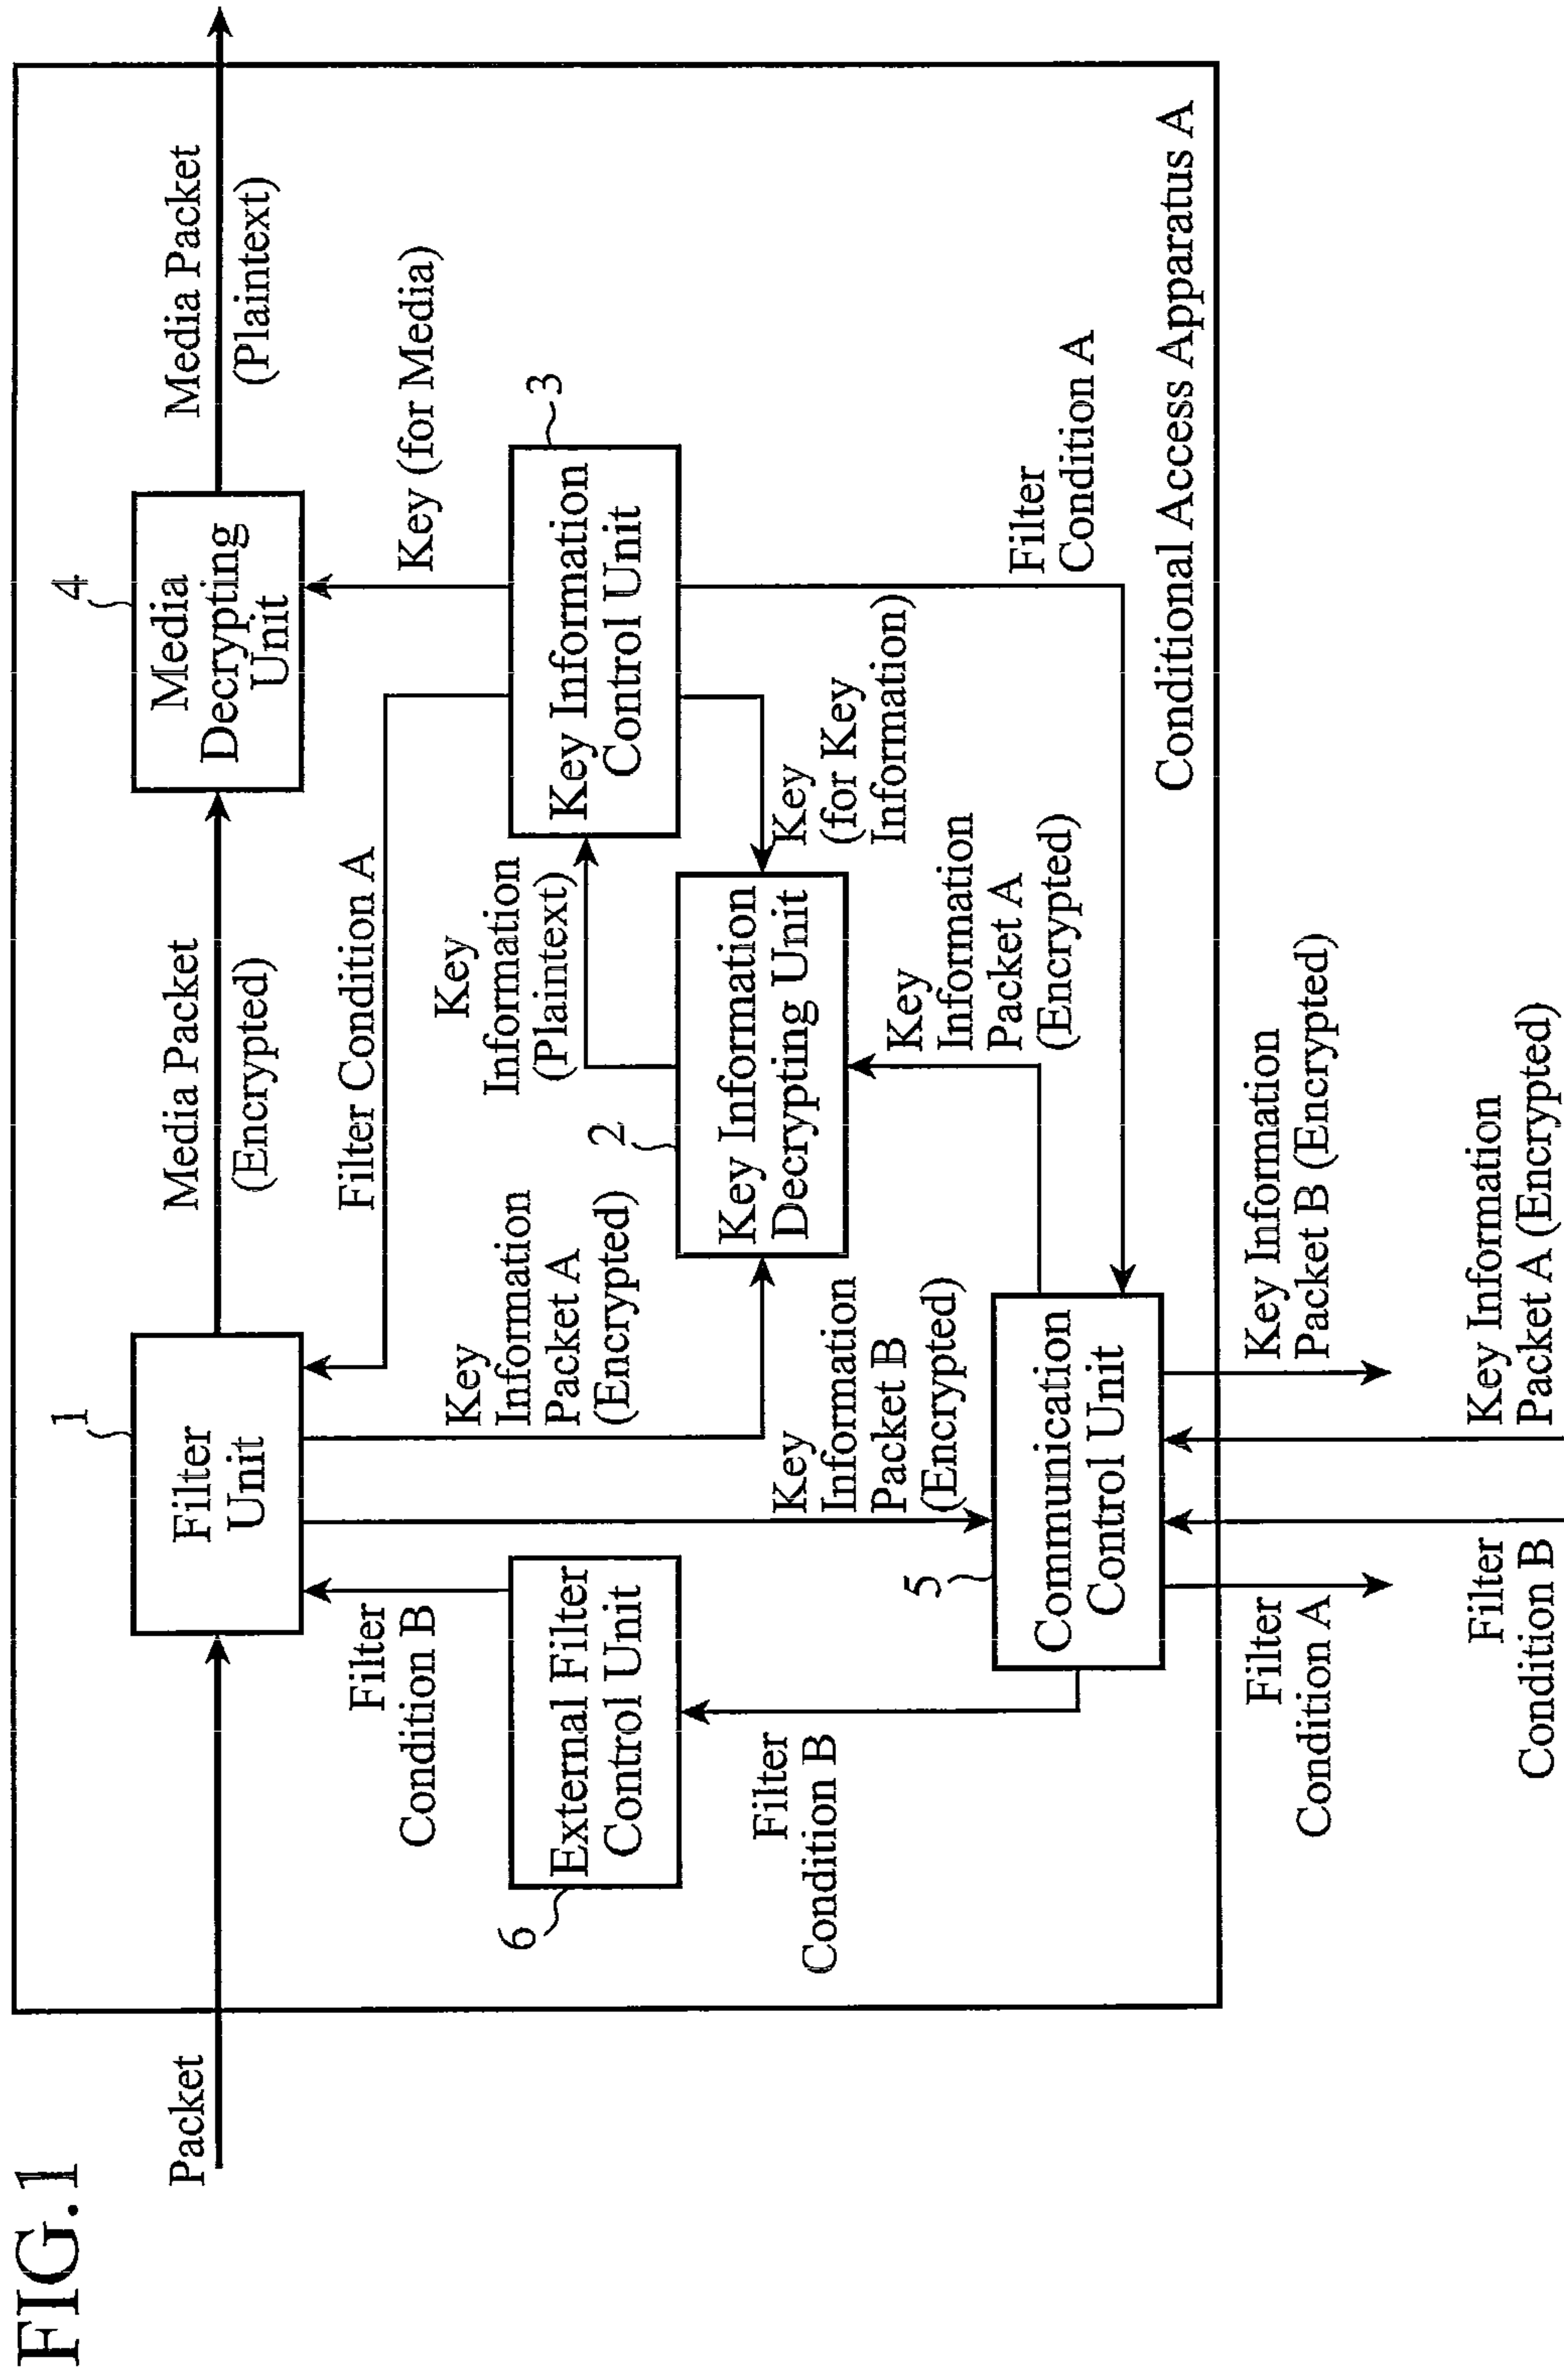 FIG.1
Packet
1
Filter
Unit
Media Packet
(Encrypted)
4
Media
Decrypting
Unit
Media Packet
(Plaintext)
Filter Condition A
Key (for Media)
Filter
Condition B
Key
Information
Packet A
(Encrypted)
Key
Information
(Plaintext)
3
Key Information
Control Unit
6
External Filter
Control Unit
2
Key Information
Decrypting Unit
Key
(for Key
Information)
Filter
Condition B
Key
Information
Packet B
(Encrypted)
Key
Information
Packet A
(Encrypted)
Filter
Condition A
5
Communication
Control Unit
Conditional Access Apparatus A
Filter
Condition A
Key Information
Packet B (Encrypted)
Filter
Condition B
Key Information
Packet A (Encrypted)